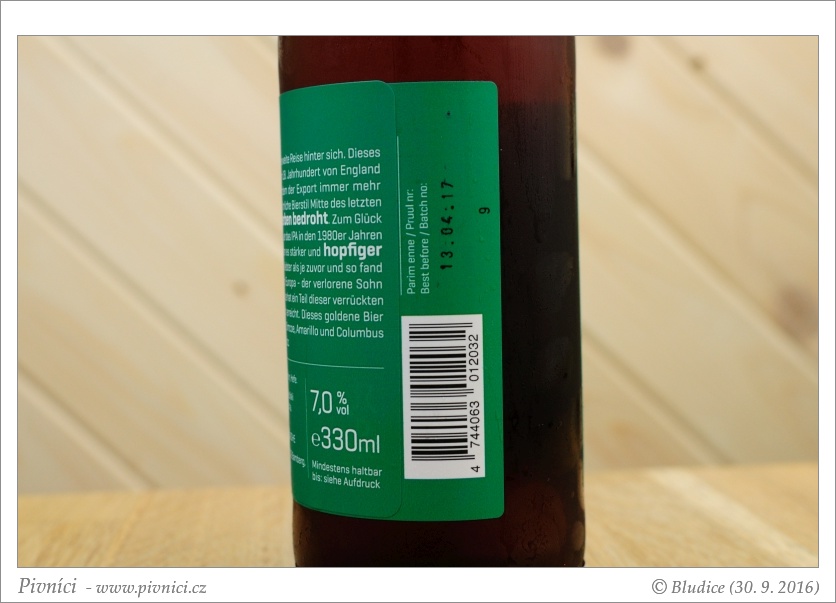 Reise hinter sich. Dieses
Jahrhundert von England
der Export immer mehr
Bierstil Mitte des letzten
bedroht. Zum Glück
das IPA in den 1980er Jahren
stärker und hopfiger
als je zuvor und so fand
- der verlorene Sohn
ein Teil dieser verrückten
Dieses goldene Bier
Amarillo und Columbus
7,0 % vol
e330ml
Mindestens haltbar
bis: siehe Aufdruck
Parim enne / Pruul nr:
Best before / Batch no:
13.04.17
9
4 744063 012032
Pivníci - www.pivnici.cz
© Bludice (30. 9. 2016)